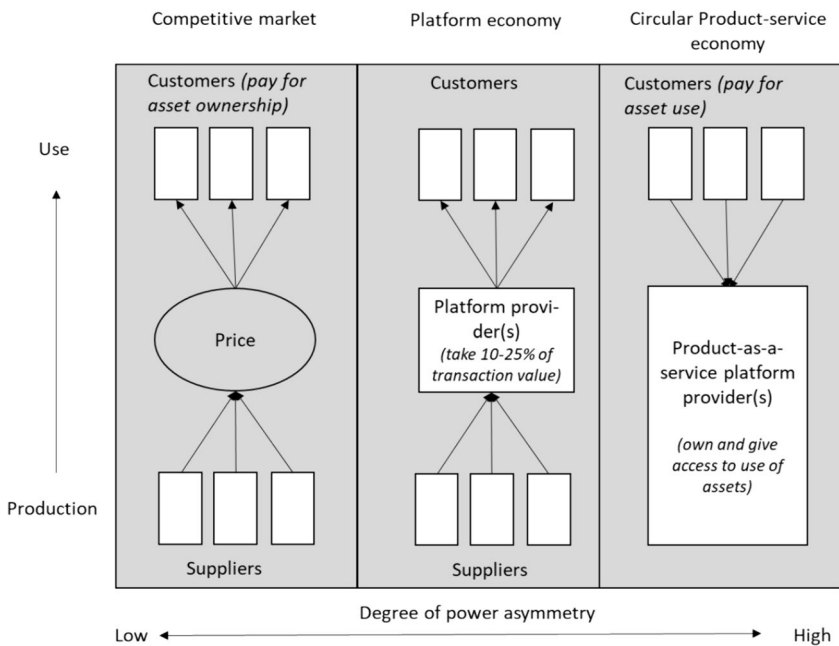 Competitive market
Platform economy
Circular Product-service
economy
Customers (pay for
asset ownership)
Customers
Customers (pay for
asset use)
Use
Price
Platform provi-
der(s)
(take 10-25% of
transaction value)
Product-as-a-
service platform
provider(s)
(own and give
access to use of
assets)
Production
Suppliers
Suppliers
Degree of power asymmetry
Low
High